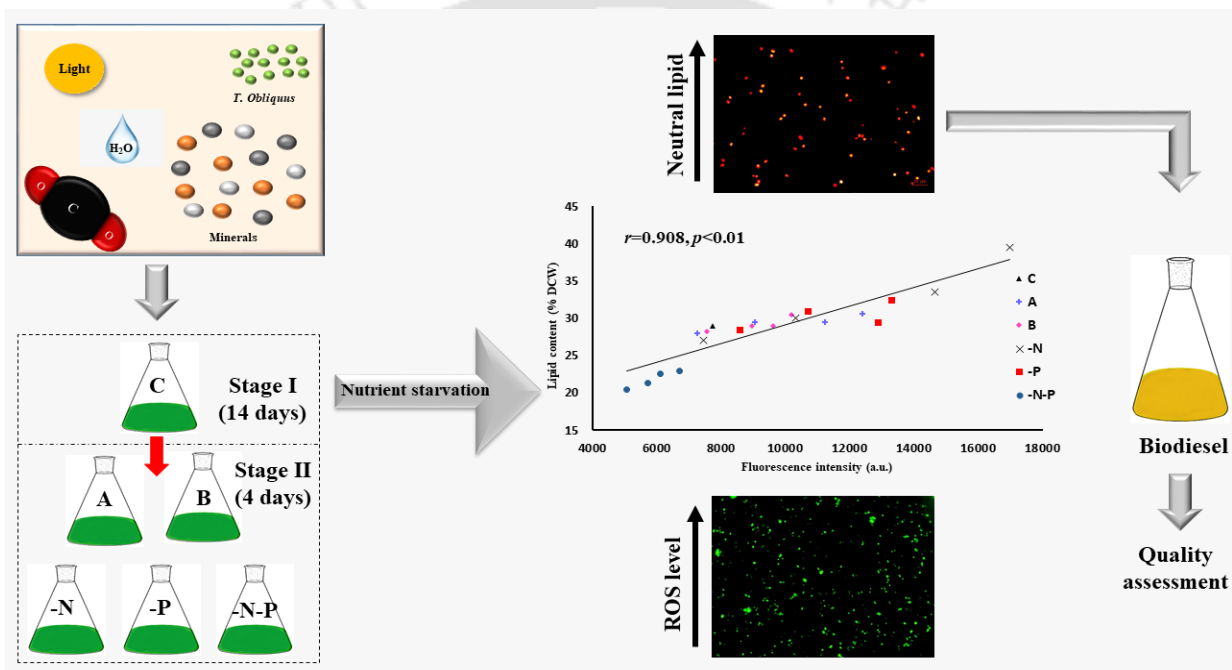 Light
T. Obliquus
H₂O
O
C
O
Minerals
C
Stage I
(14 days)
A
B
Stage II
(4 days)
-N
-P
-N-P
Nutrient starvation
Neutral lipid
r=0.908, p<0.01
Lipid content (% DCW)
45
40
35
30
25
20
15
4000 6000 8000 10000 12000 14000 16000 18000
Fluorescence intensity (a.u.)
C
A
B
-N
-P
-N-P
ROS level
Biodiesel
Quality
assessment